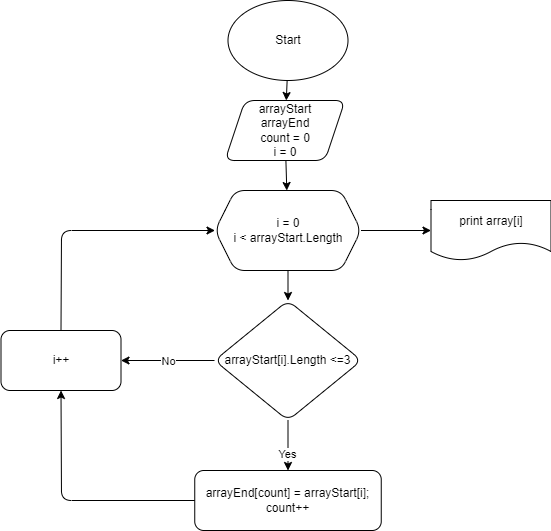 Start
arrayStart
arrayEnd
count = 0
i = 0
i = 0
i < arrayStart.Length
print array[i]
arrayStart[i].Length <=3
No
i++
Yes
arrayEnd[count] = arrayStart[i];
count++